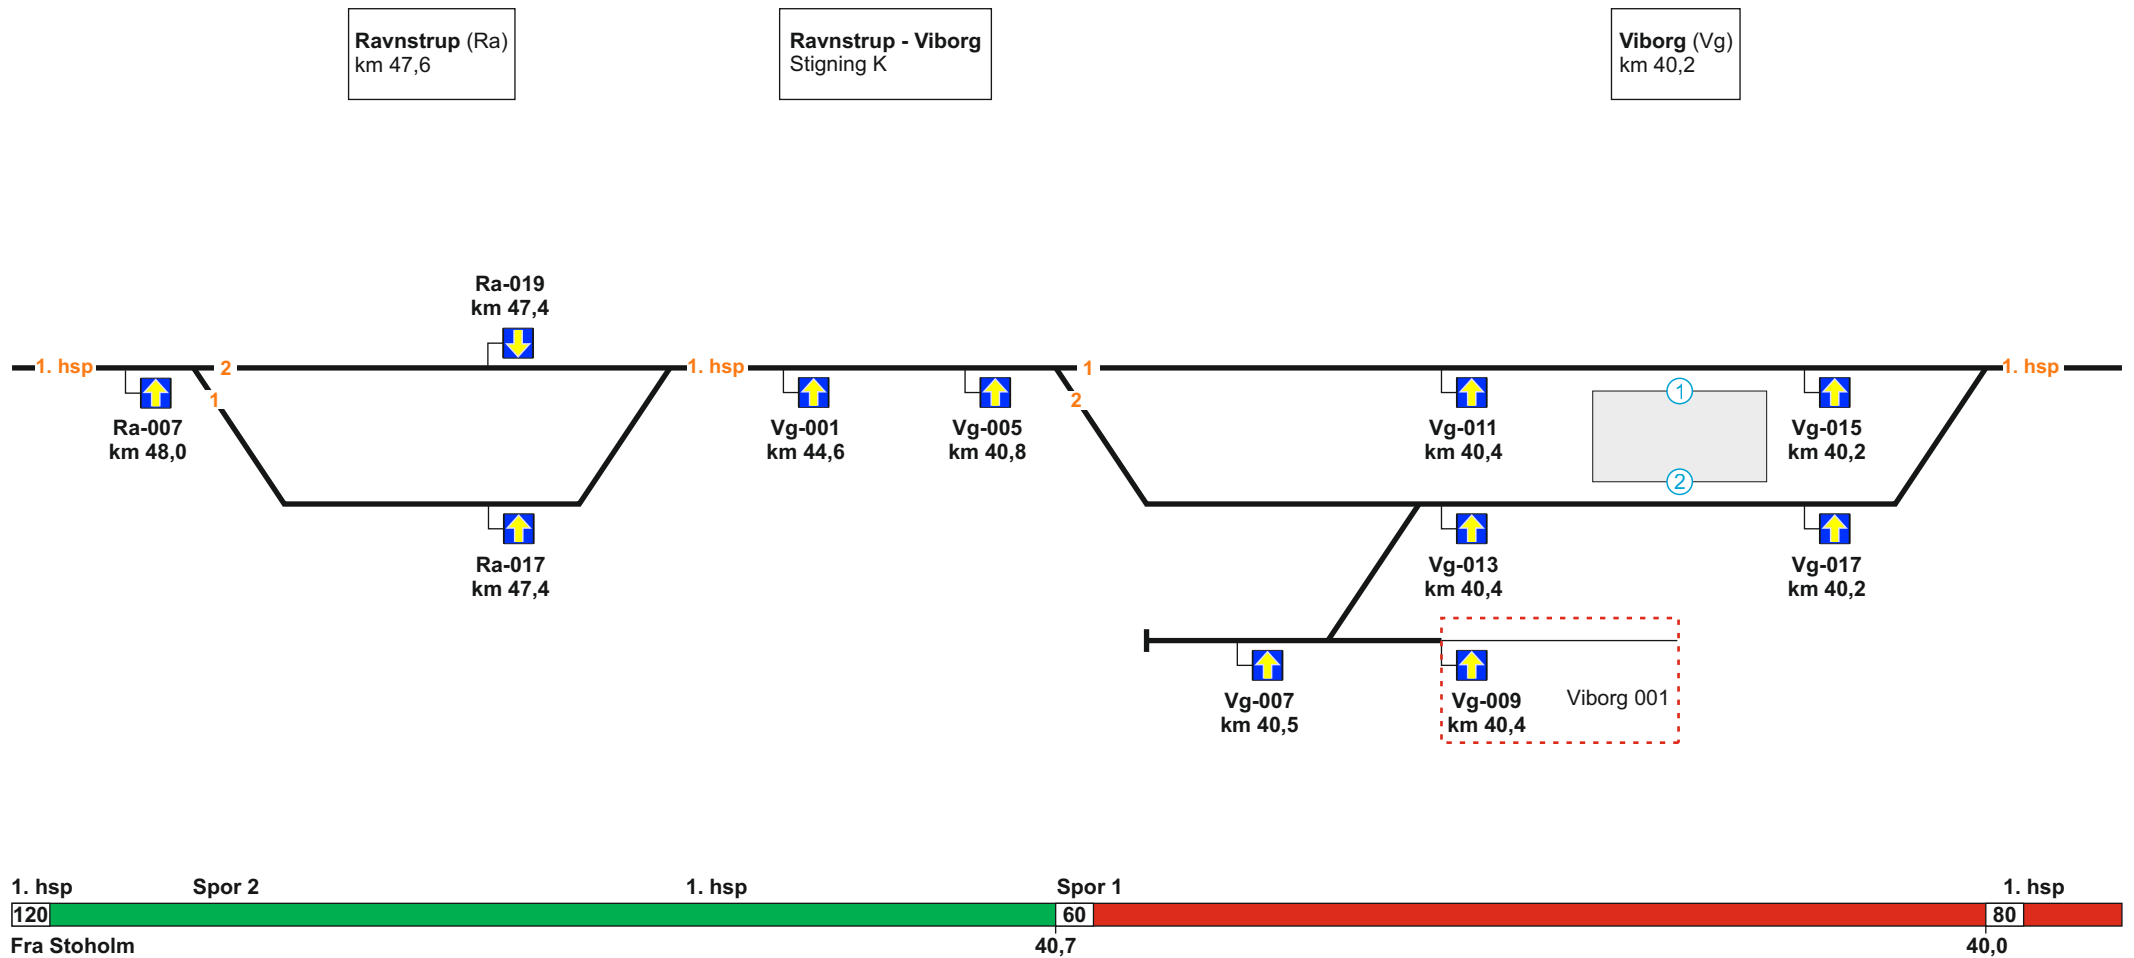 Ravnstrup (Ra)
km 47,6
Ravnstrup - Viborg
Stigning K
Viborg (Vg)
km 40,2
Ra-019
km 47,4
1. hsp
2
1
1. hsp
1
2
1. hsp
Ra-007
km 48,0
Vg-001
km 44,6
Vg-005
km 40,8
Vg-011
km 40,4
1
2
Vg-015
km 40,2
Ra-017
km 47,4
Vg-013
km 40,4
Vg-017
km 40,2
Vg-007
km 40,5
Vg-009
km 40,4
Viborg 001
1. hsp
Spor 2
1. hsp
Spor 1
1. hsp
120
60
80
Fra Stoholm
40,7
40,0